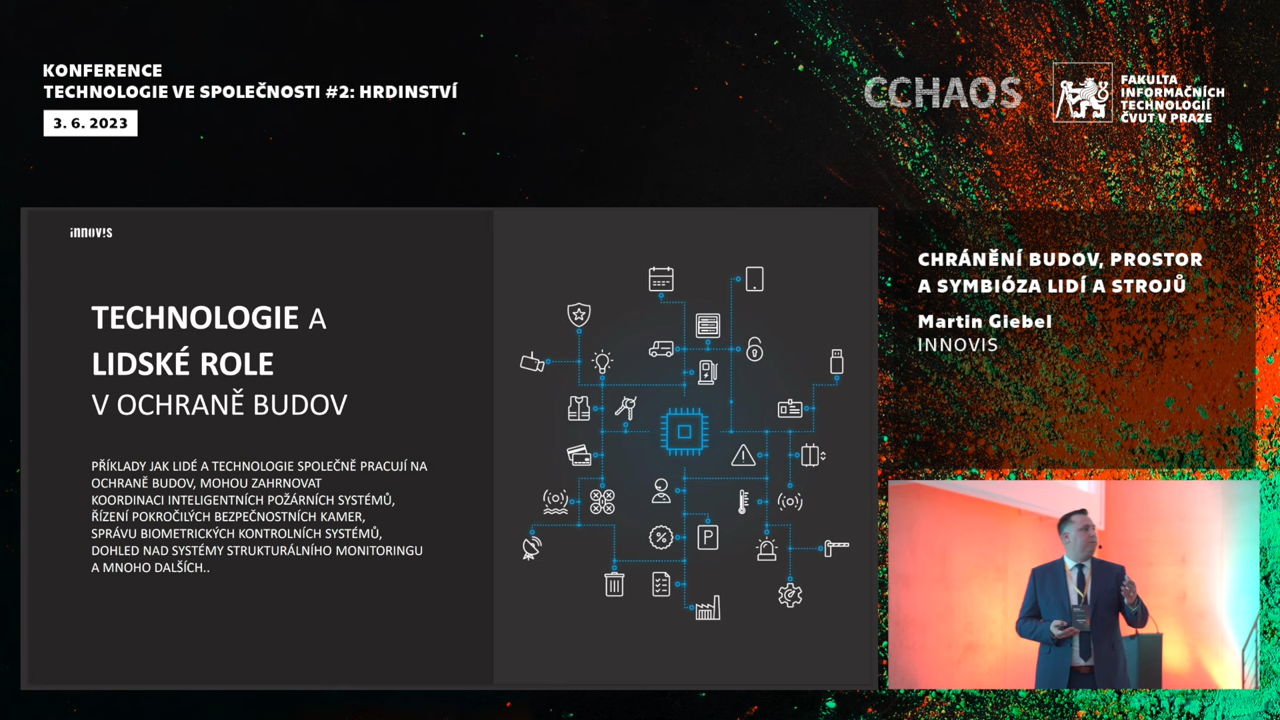 KONFERENCE
TECHNOLOGIE VE SPOLEČNOSTI #2: HRDINSTVÍ
3. 6. 2023
CCHAOS
FAKULTA
INFORMAČNÍCH
TECHNOLOGIÍ
ČVUT V PRAZE
innovis
TECHNOLOGIE A
LIDSKÉ ROLE
V OCHRANĚ BUDOV
PŘÍKLADY JAK LIDÉ A TECHNOLOGIE SPOLEČNĚ PRACUJÍ NA
OCHRANĚ BUDOV, MOHOU ZAHRNOVAT
KOORDINACI INTELIGENTNÍCH POŽÁRNÍCH SYSTÉMŮ,
ŘÍZENÍ POKROČILÝCH BEZPEČNOSTNÍCH KAMER,
SPRÁVU BIOMETRICKÝCH KONTROLNÍCH SYSTÉMŮ,
DOHLED NAD SYSTÉMY STRUKTURÁLNÍHO MONITORINGU
A MNOHO DALŠÍCH..
P
%
CHRÁNĚNÍ BUDOV, PROSTOR
A SYMBIÓZA LIDÍ A STROJŮ
Martin Giebel
INNOVIS